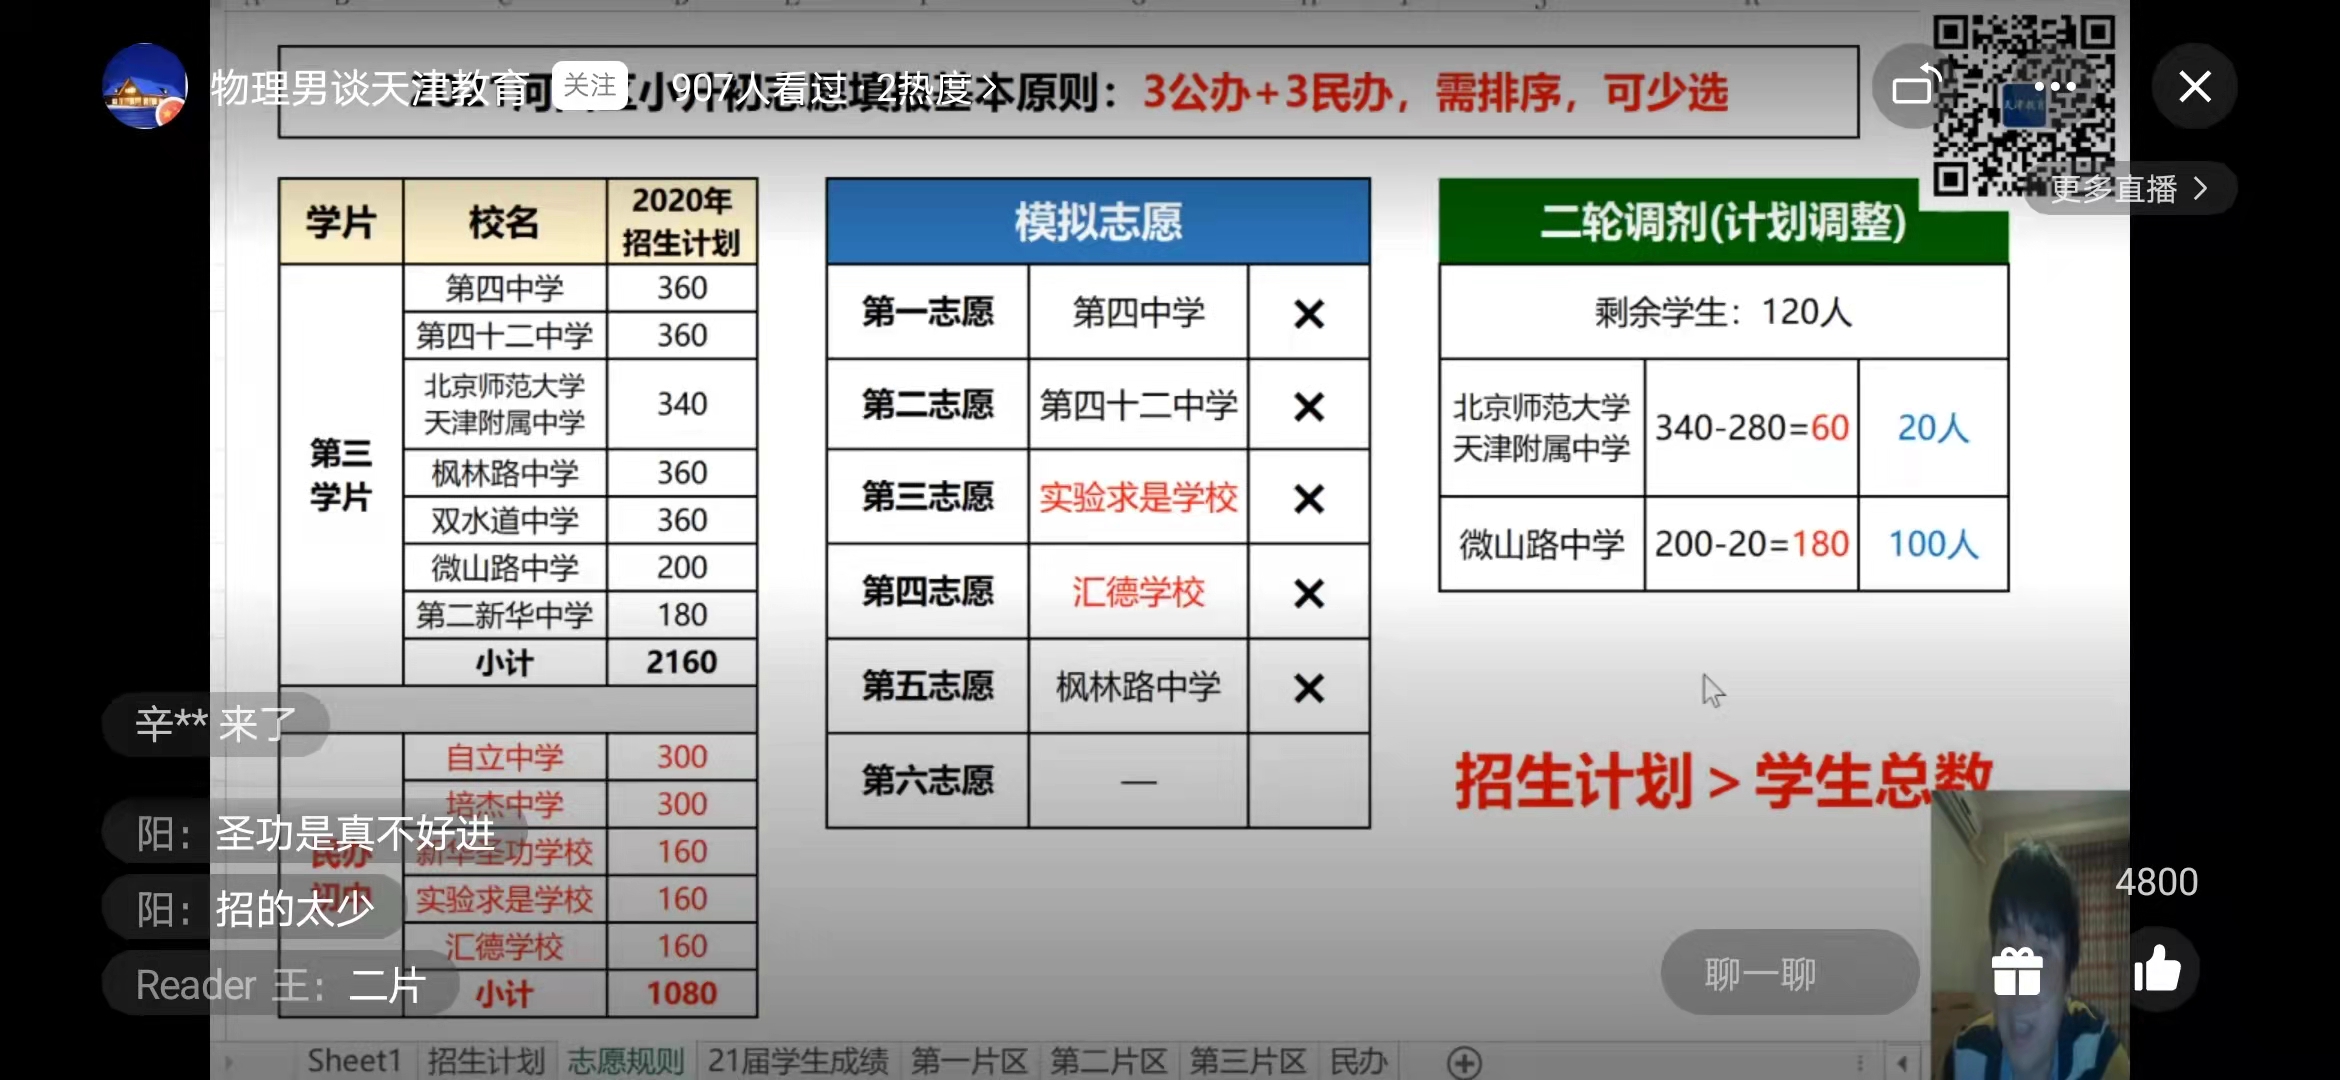 物理男谈天津教育
关注
907人看过·2热度
本原则：3公办+3民办，需排序，可少选
更多直播
学片
校名
2020年
招生计划
第三
学片
第四中学 360
第四十二中学 360
北京师范大学
天津附属中学
340
枫林路中学 360
双水道中学 360
微山路中学 200
第二新华中学 180
小计 2160
民办
初中
自立中学 300
培杰中学 300
新华圣功学校 160
实验求是学校 160
汇德学校 160
小计 1080
模拟志愿
第一志愿 第四中学 ×
第二志愿 第四十二中学 ×
第三志愿 实验求是学校 ×
第四志愿 汇德学校 ×
第五志愿 枫林路中学 ×
第六志愿 —
二轮调剂(计划调整)
剩余学生：120人
北京师范大学
天津附属中学
340-280=60 20人
微山路中学 200-20=180 100人
招生计划 > 学生总数
辛** 来了
阳：圣功是真不好进
阳：招的太少
Reader 王：二片
聊一聊
4800
Sheet1 招生计划 志愿规则 21届学生成绩 第一片区 第二片区 第三片区 民办